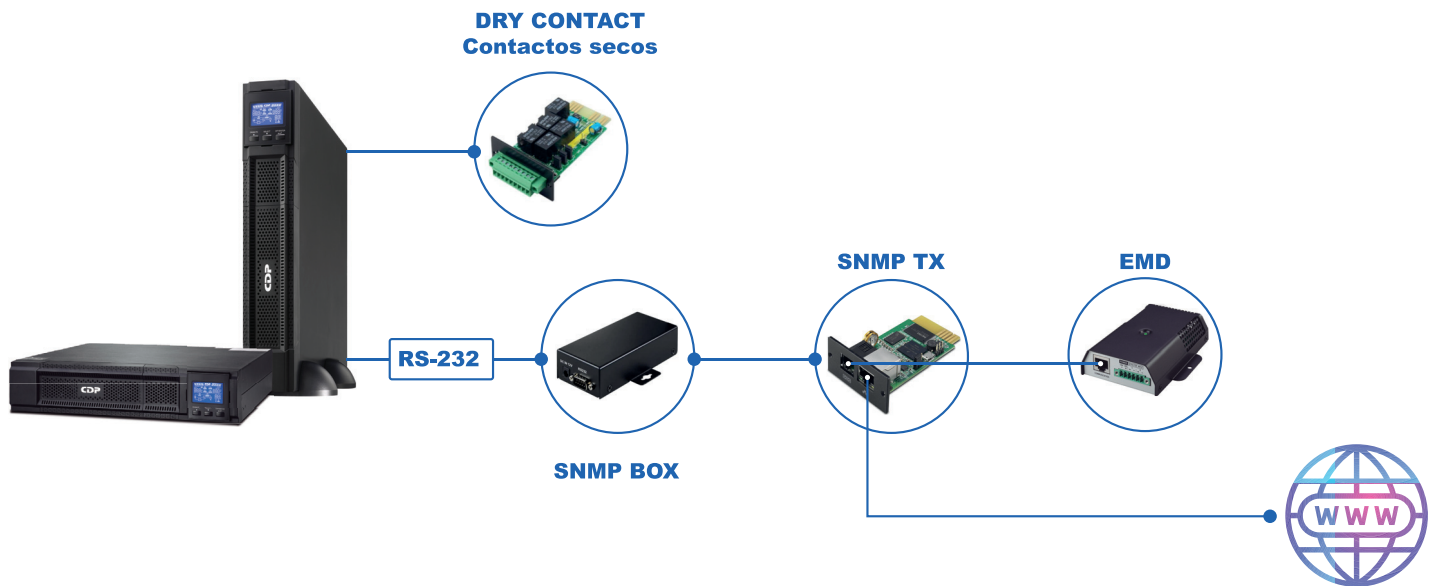 DRY CONTACT
Contactos secos
CDP
SNMP TX
EMD
RS-232
CDP
SNMP BOX
WWW